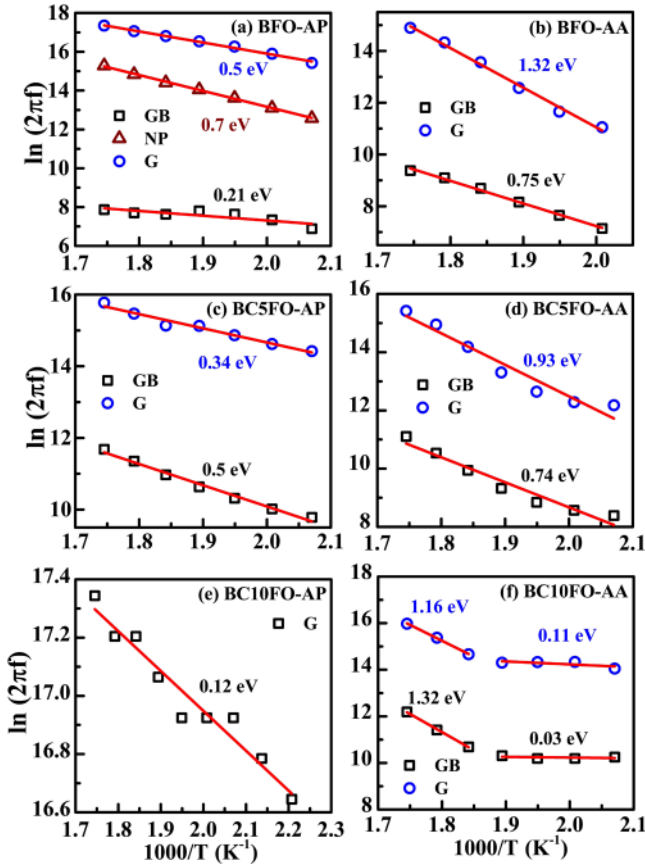 (a) BFO-AP
18
16
14
12
10
8
6
0.5 eV
0.7 eV
GB
NP
G
0.21 eV
1.7 1.8 1.9 2.0 2.1
ln (2πf)
(b) BFO-AA
14
12
10
8
1.32 eV
GB
G
0.75 eV
1.7 1.8 1.9 2.0 2.1
(c) BC5FO-AP
16
14
12
10
0.34 eV
GB
G
0.5 eV
1.7 1.8 1.9 2.0 2.1
ln (2πf)
(d) BC5FO-AA
16
14
12
10
8
0.93 eV
GB
G
0.74 eV
1.7 1.8 1.9 2.0 2.1
(e) BC10FO-AP
17.4
17.2
17.0
16.8
16.6
G
0.12 eV
1.7 1.8 1.9 2.0 2.1 2.2 2.3
ln (2πf)
1000/T (K⁻¹)
(f) BC10FO-AA
18
16
14
12
10
8
1.16 eV
0.11 eV
1.32 eV
0.03 eV
GB
G
1.7 1.8 1.9 2.0 2.1
1000/T (K⁻¹)